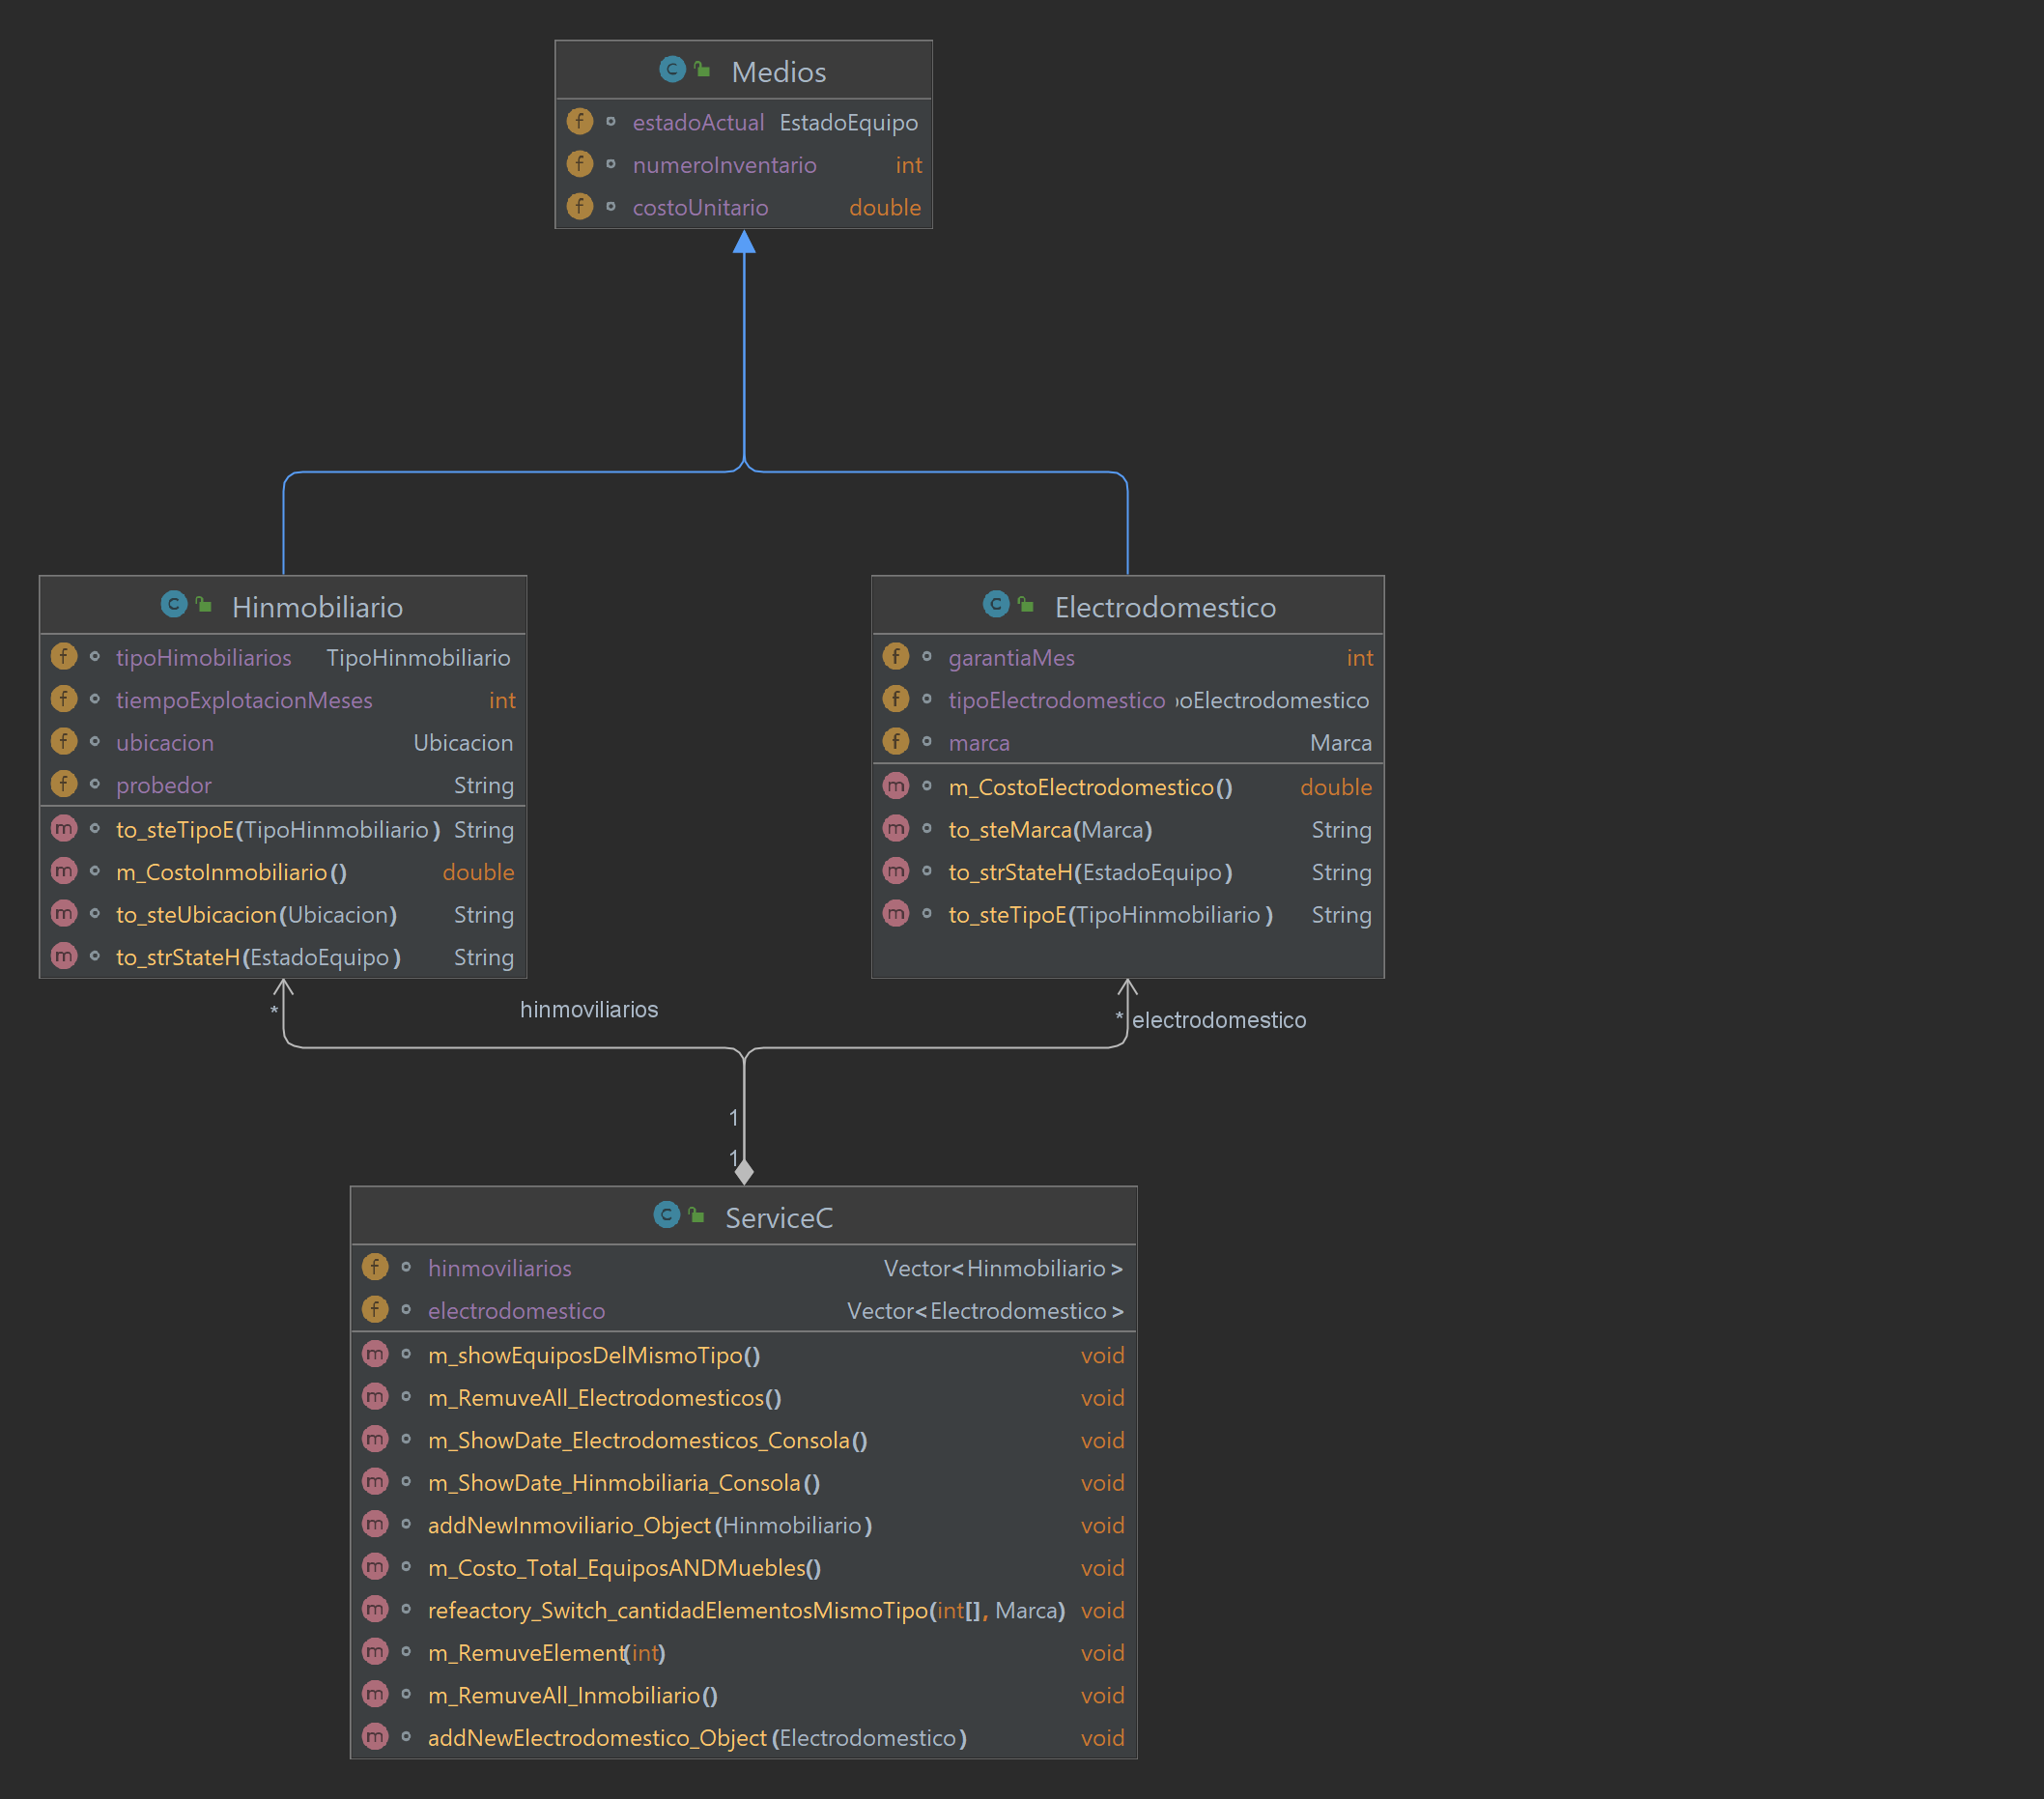 Medios
estadoActual EstadoEquipo
numeroInventario int
costoUnitario double
Hinmobiliario
tipoHimobiliarios TipoHinmobiliario
tiempoExplotacionMeses int
ubicacion Ubicacion
probedor String
to_steTipoE(TipoHinmobiliario) String
m_CostoInmobiliario() double
to_steUbicacion(Ubicacion) String
to_strStateH(EstadoEquipo) String
Electrodomestico
garantiaMes int
tipoElectrodomestico oElectrodomestico
marca Marca
m_CostoElectrodomestico() double
to_steMarca(Marca) String
to_strStateH(EstadoEquipo) String
to_steTipoE(TipoHinmobiliario) String
* hinmoviliarios
* electrodomestico
1
1
ServiceC
hinmoviliarios Vector<Hinmobiliario>
electrodomestico Vector<Electrodomestico>
m_showEquiposDelMismoTipo() void
m_RemuveAll_Electrodomesticos() void
m_ShowDate_Electrodomesticos_Consola() void
m_ShowDate_Hinmobiliaria_Consola() void
addNewInmoviliario_Object(Hinmobiliario) void
m_Costo_Total_EquiposANDMuebles() void
refeactory_Switch_cantidadElementosMismoTipo(int[], Marca) void
m_RemuveElement(int) void
m_RemuveAll_Inmobiliario() void
addNewElectrodomestico_Object(Electrodomestico) void